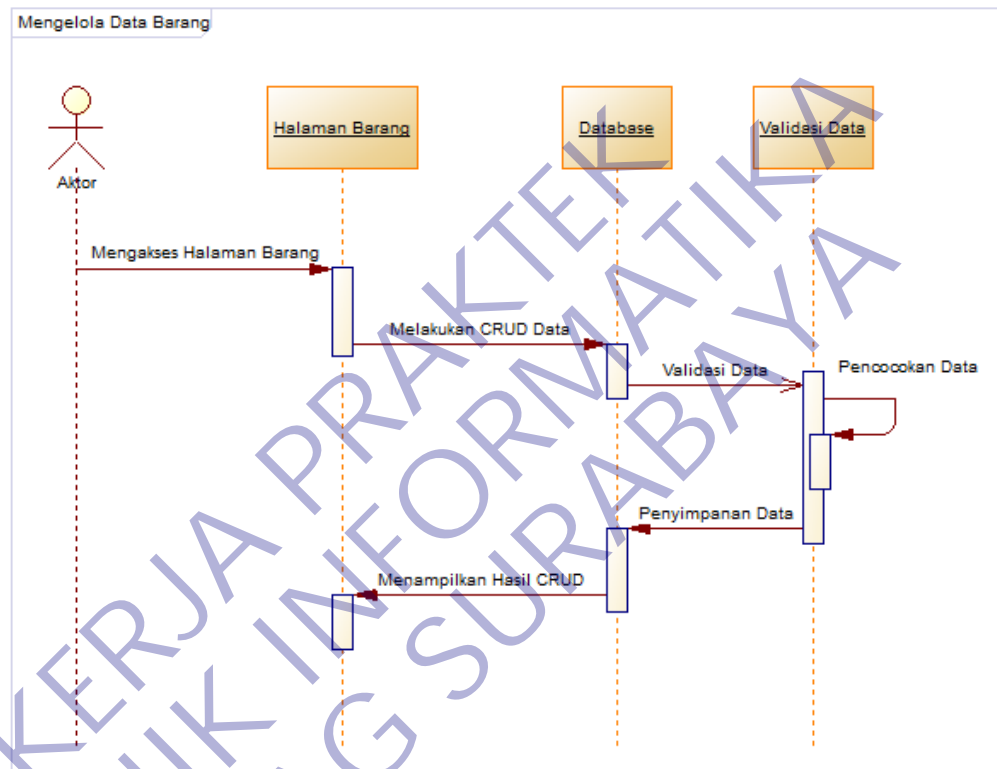 Mengelola Data Barang
Halaman Barang
Database
Validasi Data
Aktor
Mengakses Halaman Barang
Melakukan CRUD Data
Validasi Data
Pencocokan Data
Penyimpanan Data
Menampilkan Hasil CRUD
KERJA PRAKTEK
INFORMATIKA
SURABAYA